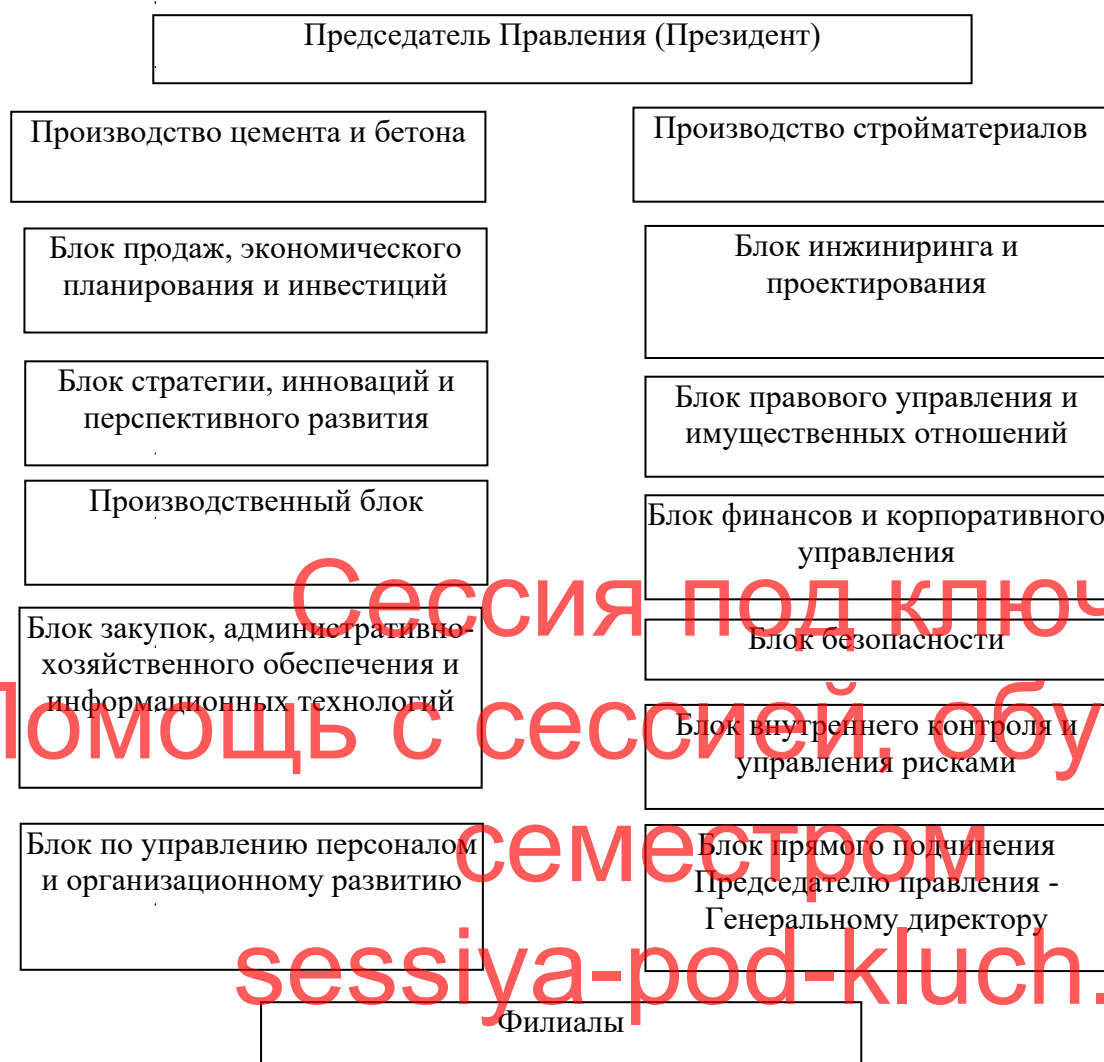 Председатель Правления (Президент)
Производство цемента и бетона
Производство стройматериалов
Блок продаж, экономического
планирования и инвестиций
Блок инжиниринга и
проектирования
Блок стратегии, инноваций и
перспективного развития
Блок правового управления и
имущественных отношений
Производственный блок
Блок финансов и корпоративного
управления
Блок закупок, административно-
хозяйственного обеспечения и
информационных технологий
Блок безопасности
Блок внутреннего контроля и
управления рисками
Блок по управлению персоналом
и организационному развитию
Блок прямого подчинения
Председателю правления -
Генеральному директору
Филиалы
Сессия под ключ
Помощь с сессией, обу
семестром
sessiya-pod-kluch.